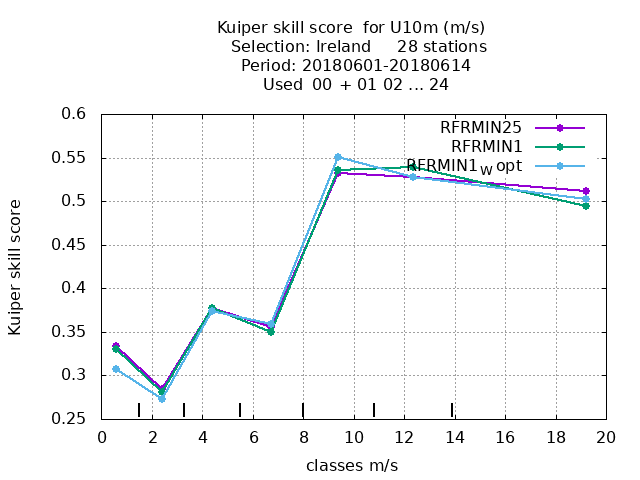 Kuiper skill score  for U10m (m/s)
Selection: Ireland     28 stations
Period: 20180601-20180614
Used  00 + 01 02 ... 24
RFRMIN25
RFRMIN1
RFRMIN1W opt
Kuiper skill score
0.6
0.55
0.5
0.45
0.4
0.35
0.3
0.25
0 2 4 6 8 10 12 14 16 18 20
classes m/s